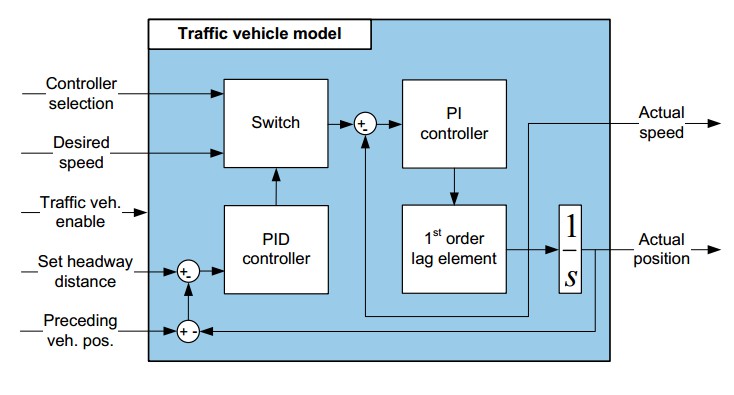 Traffic vehicle model
Controller
selection
Desired
speed
Traffic veh.
enable
Set headway
distance
Preceding
veh. pos.
Switch
+-
PI
controller
PID
controller
1st order
lag element
1
s
+-
+ -
Actual
speed
Actual
position